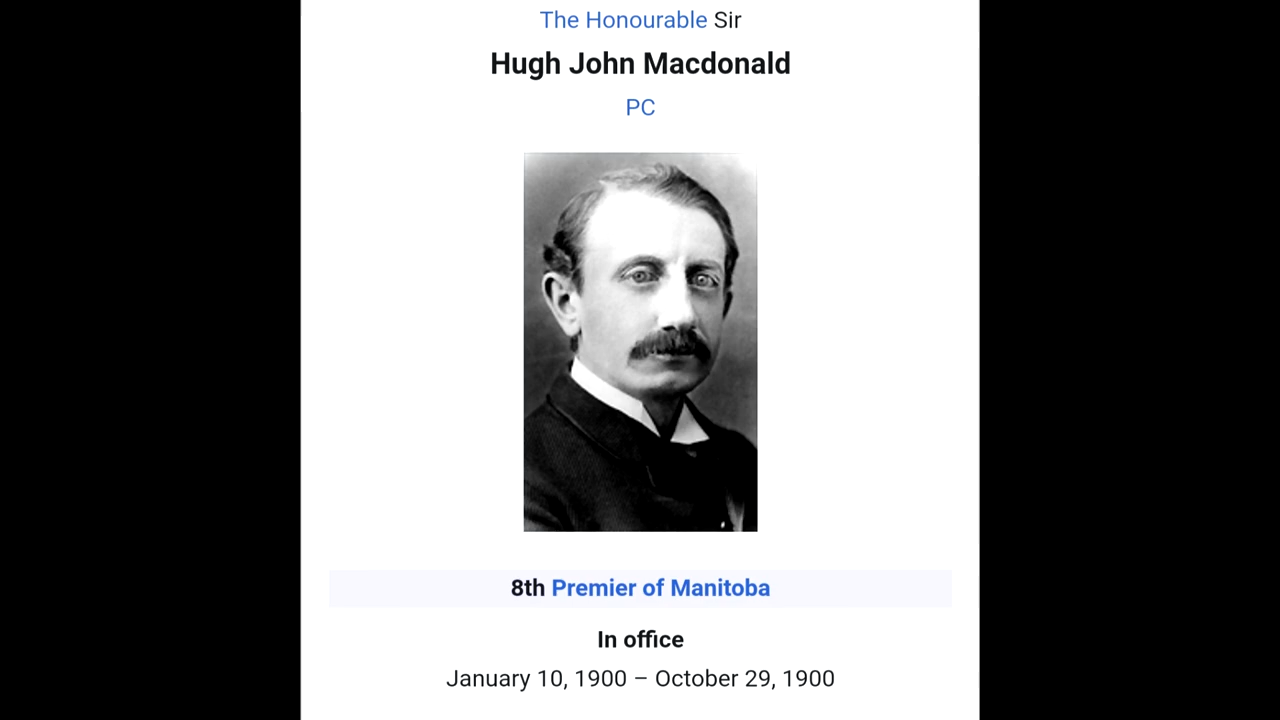 The Honourable Sir
Hugh John Macdonald
PC
8th Premier of Manitoba
In office
January 10, 1900 – October 29, 1900